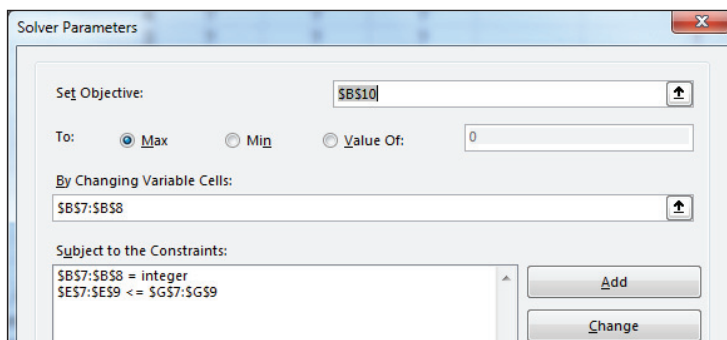 Solver Parameters
X
Set Objective:
$B$10
To:
Max
Min
Value Of:
0
By Changing Variable Cells:
$B$7:$B$8
Subject to the Constraints:
$B$7:$B$8 = integer
$E$7:$E$9 <= $G$7:$G$9
Add
Change